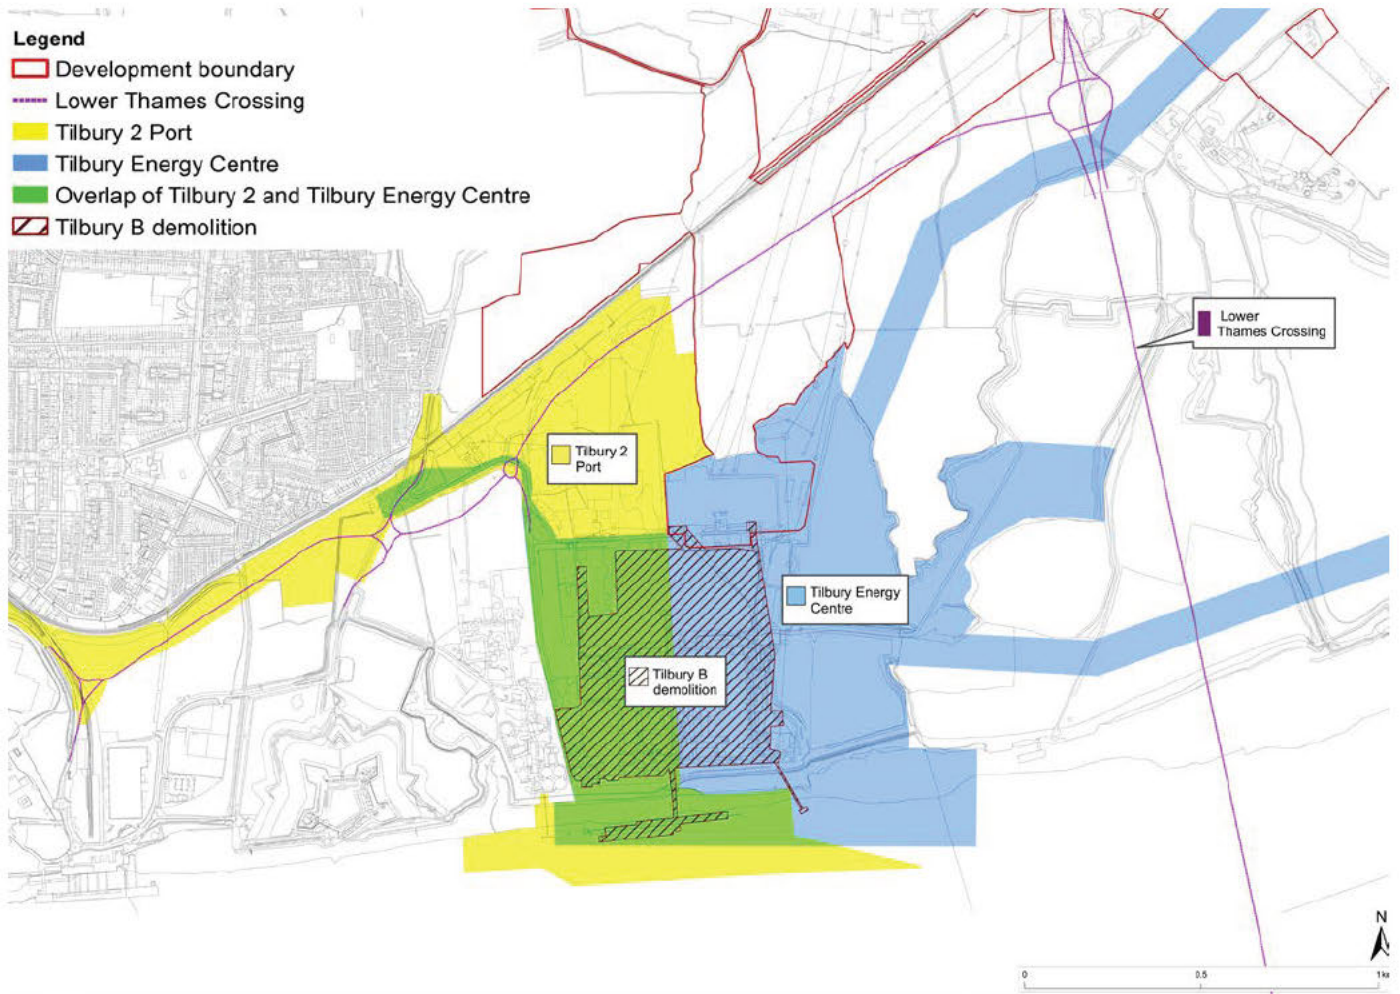 Legend
Development boundary
Lower Thames Crossing
Tilbury 2 Port
Tilbury Energy Centre
Overlap of Tilbury 2 and Tilbury Energy Centre
Tilbury B demolition
Lower
Thames Crossing
Tilbury 2
Port
Tilbury Energy
Centre
Tilbury B
demolition
N
0 0.5 1